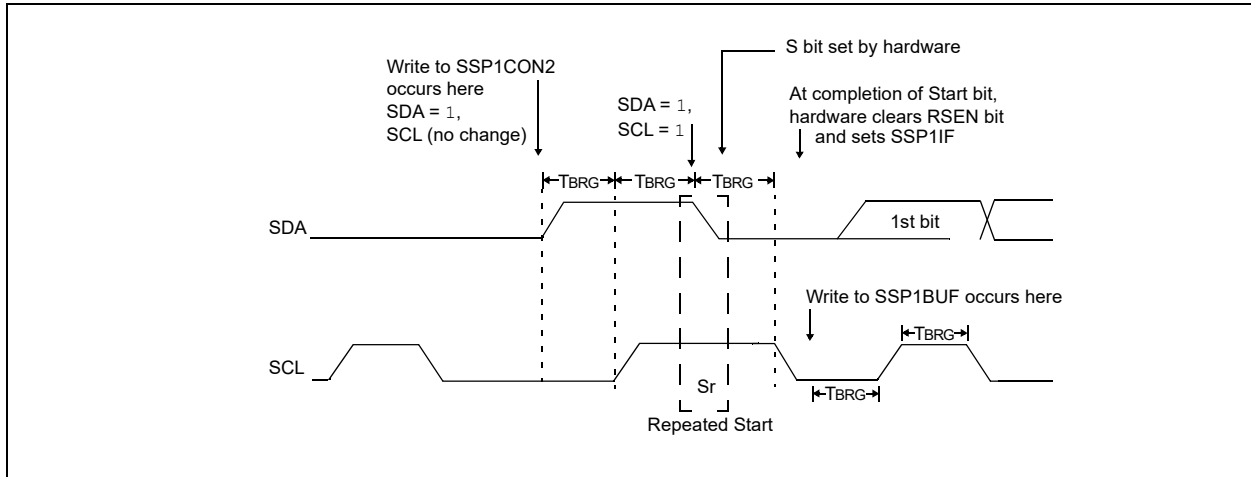 S bit set by hardware
Write to SSP1CON2
occurs here
SDA = 1,
SCL (no change)
SDA = 1,
SCL = 1
At completion of Start bit,
hardware clears RSEN bit
and sets SSP1IF
TBRG
TBRG
TBRG
SDA
1st bit
Write to SSP1BUF occurs here
TBRG
SCL
Sr
TBRG
Repeated Start